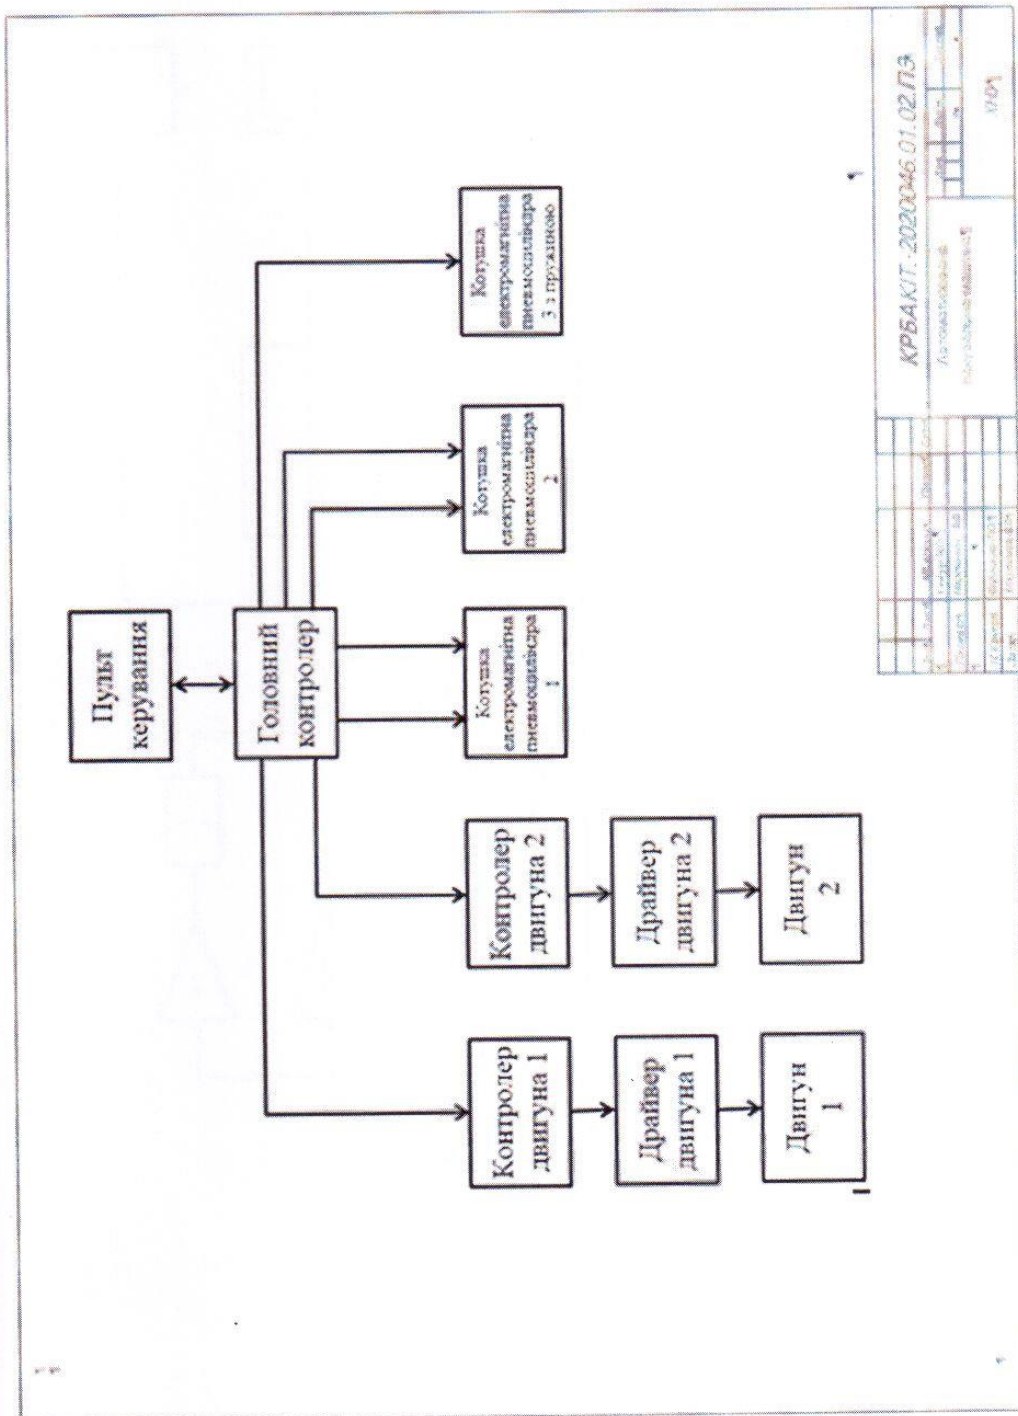 Пульт
керування
Головний
контролер
Контролер
двигуна 1
Контролер
двигуна 2
Котушка
електромагнітна
пневмоциліндра
1
Котушка
електромагнітна
пневмоциліндра
2
Котушка
електромагнітна
пневмоциліндра
3 з пружиною
Драйвер
двигуна 1
Драйвер
двигуна 2
Двигун
1
Двигун
2
КРБАКІТ.-2020046.01.02.ПЭ